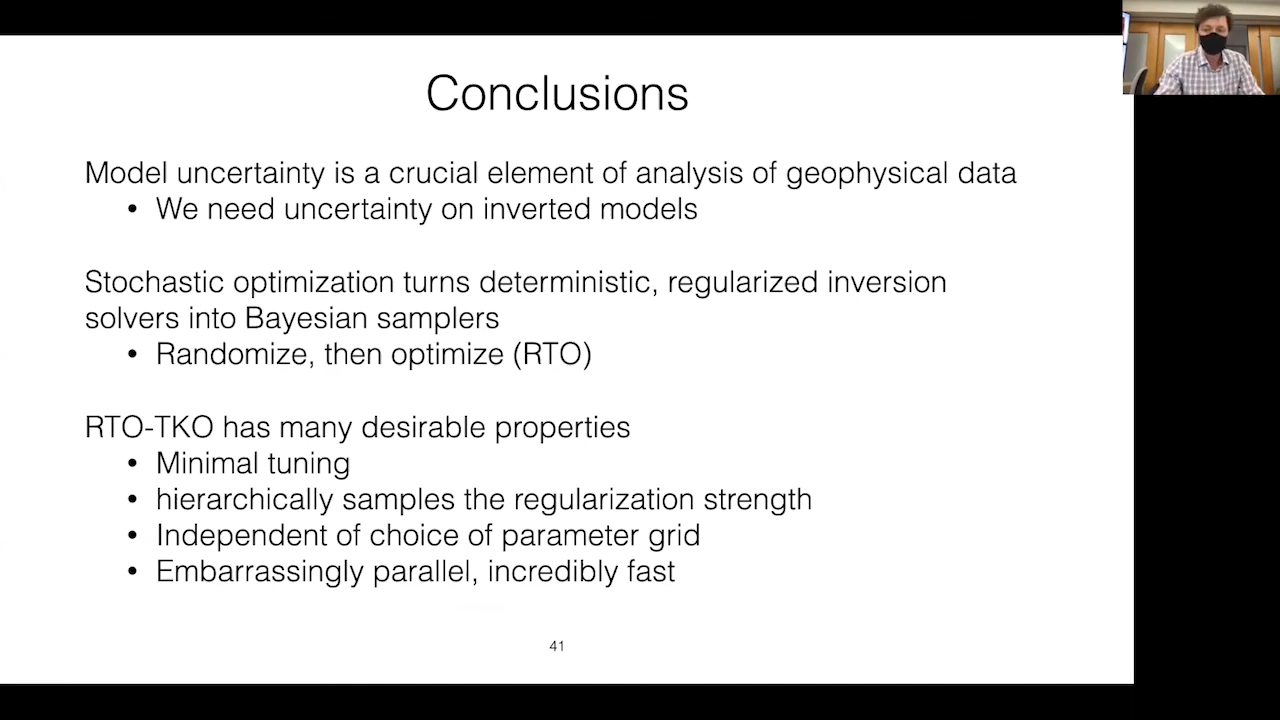 Conclusions
Model uncertainty is a crucial element of analysis of geophysical data
• We need uncertainty on inverted models
Stochastic optimization turns deterministic, regularized inversion
solvers into Bayesian samplers
• Randomize, then optimize (RTO)
RTO-TKO has many desirable properties
• Minimal tuning
• hierarchically samples the regularization strength
• Independent of choice of parameter grid
• Embarrassingly parallel, incredibly fast
41